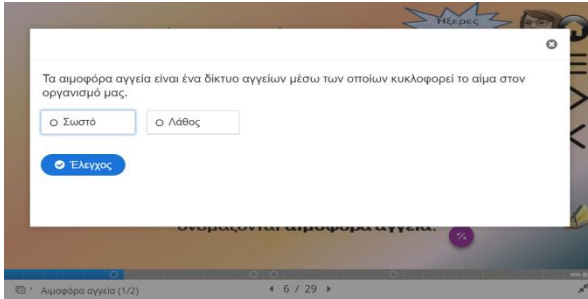 Ήξερες
Τα αιμοφόρα αγγεία είναι ένα δίκτυο αγγείων μέσω των οποίων κυκλοφορεί το αίμα στον
οργανισμό μας.
Σωστό
Λάθος
Έλεγχος
ονομάζονται αιμοφόρα αγγεία.
Αιμοφόρα αγγεία (1/2)
6 / 29